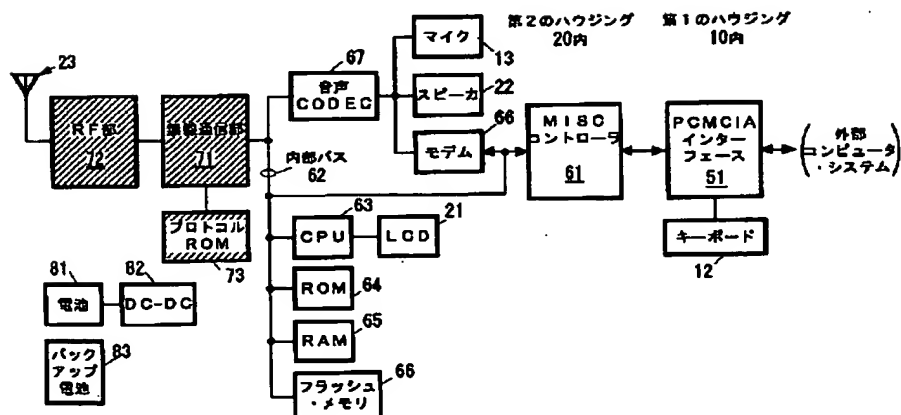 第2のハウジング
20内
第1のハウジング
10内
23
RF部
72
無線通信部
71
プロトコル
ROM
73
67
音声
CODEC
マイク
13
スピーカ
22
66
モデム
内部バス
62
MISC
コントローラ
61
PCMCIA
インター
フェース
51
外部
コンピュータ
・システム
キーボード
12
63
CPU
21
LCD
ROM
64
RAM
65
フラッシュ
・メモリ
66
81
電池
82
DC-DC
バック
アップ
電池
83